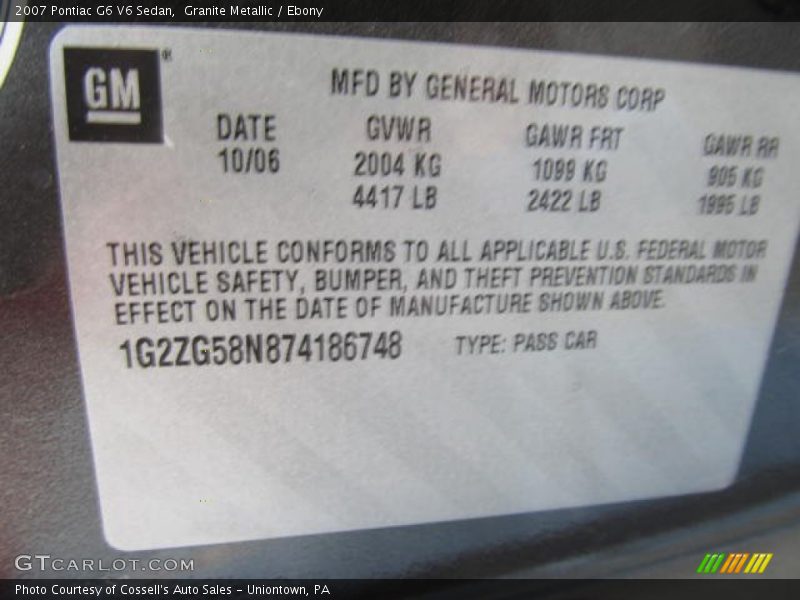 2007 Pontiac G6 V6 Sedan,  Granite Metallic / Ebony
GM ®
MFD BY GENERAL MOTORS CORP
DATE GVWR GAWR FRT GAWR RR
10/06 2004 KG 1099 KG 905 KG
4417 LB 2422 LB 1995 LB
THIS VEHICLE CONFORMS TO ALL APPLICABLE U.S. FEDERAL MOTOR
VEHICLE SAFETY, BUMPER, AND THEFT PREVENTION STANDARDS IN
EFFECT ON THE DATE OF MANUFACTURE SHOWN ABOVE.
1G2ZG58N874186748 TYPE: PASS CAR
GTCARLOT.COM
Photo Courtesy of Cossell's Auto Sales - Uniontown, PA